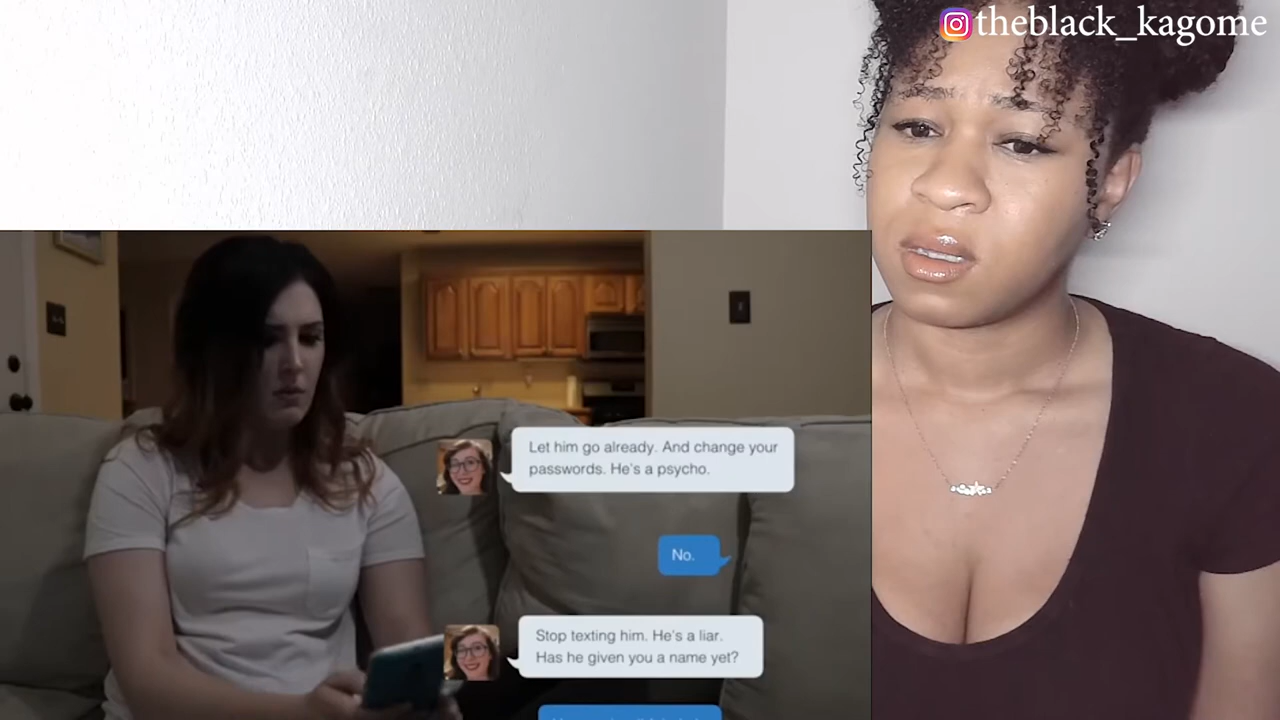 theblack_kagome
Let him go already. And change your
passwords. He's a psycho.
No.
Stop texting him. He's a liar.
Has he given you a name yet?